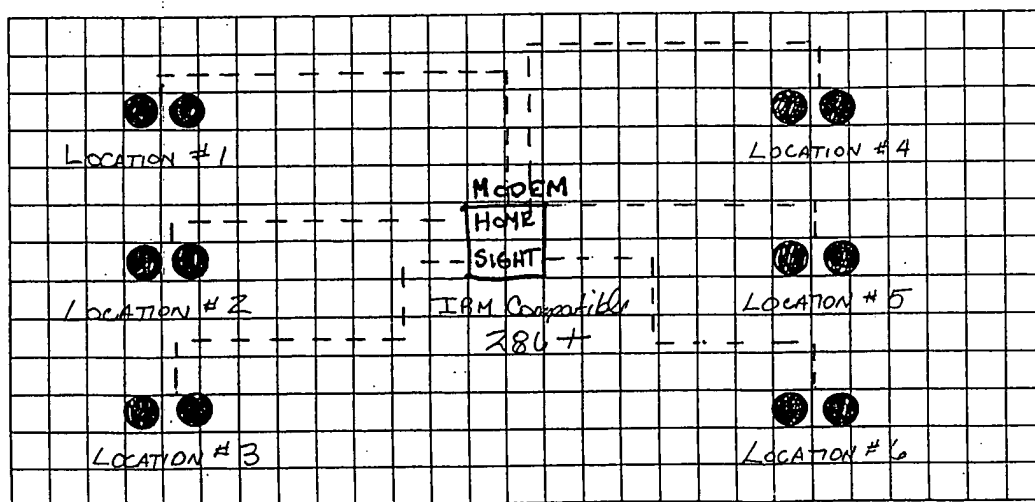 LOCATION #1
LOCATION #4
MODEM
HOME
SIGHT
LOCATION #2
IBM Compatible
286+
LOCATION #5
LOCATION #3
LOCATION #6